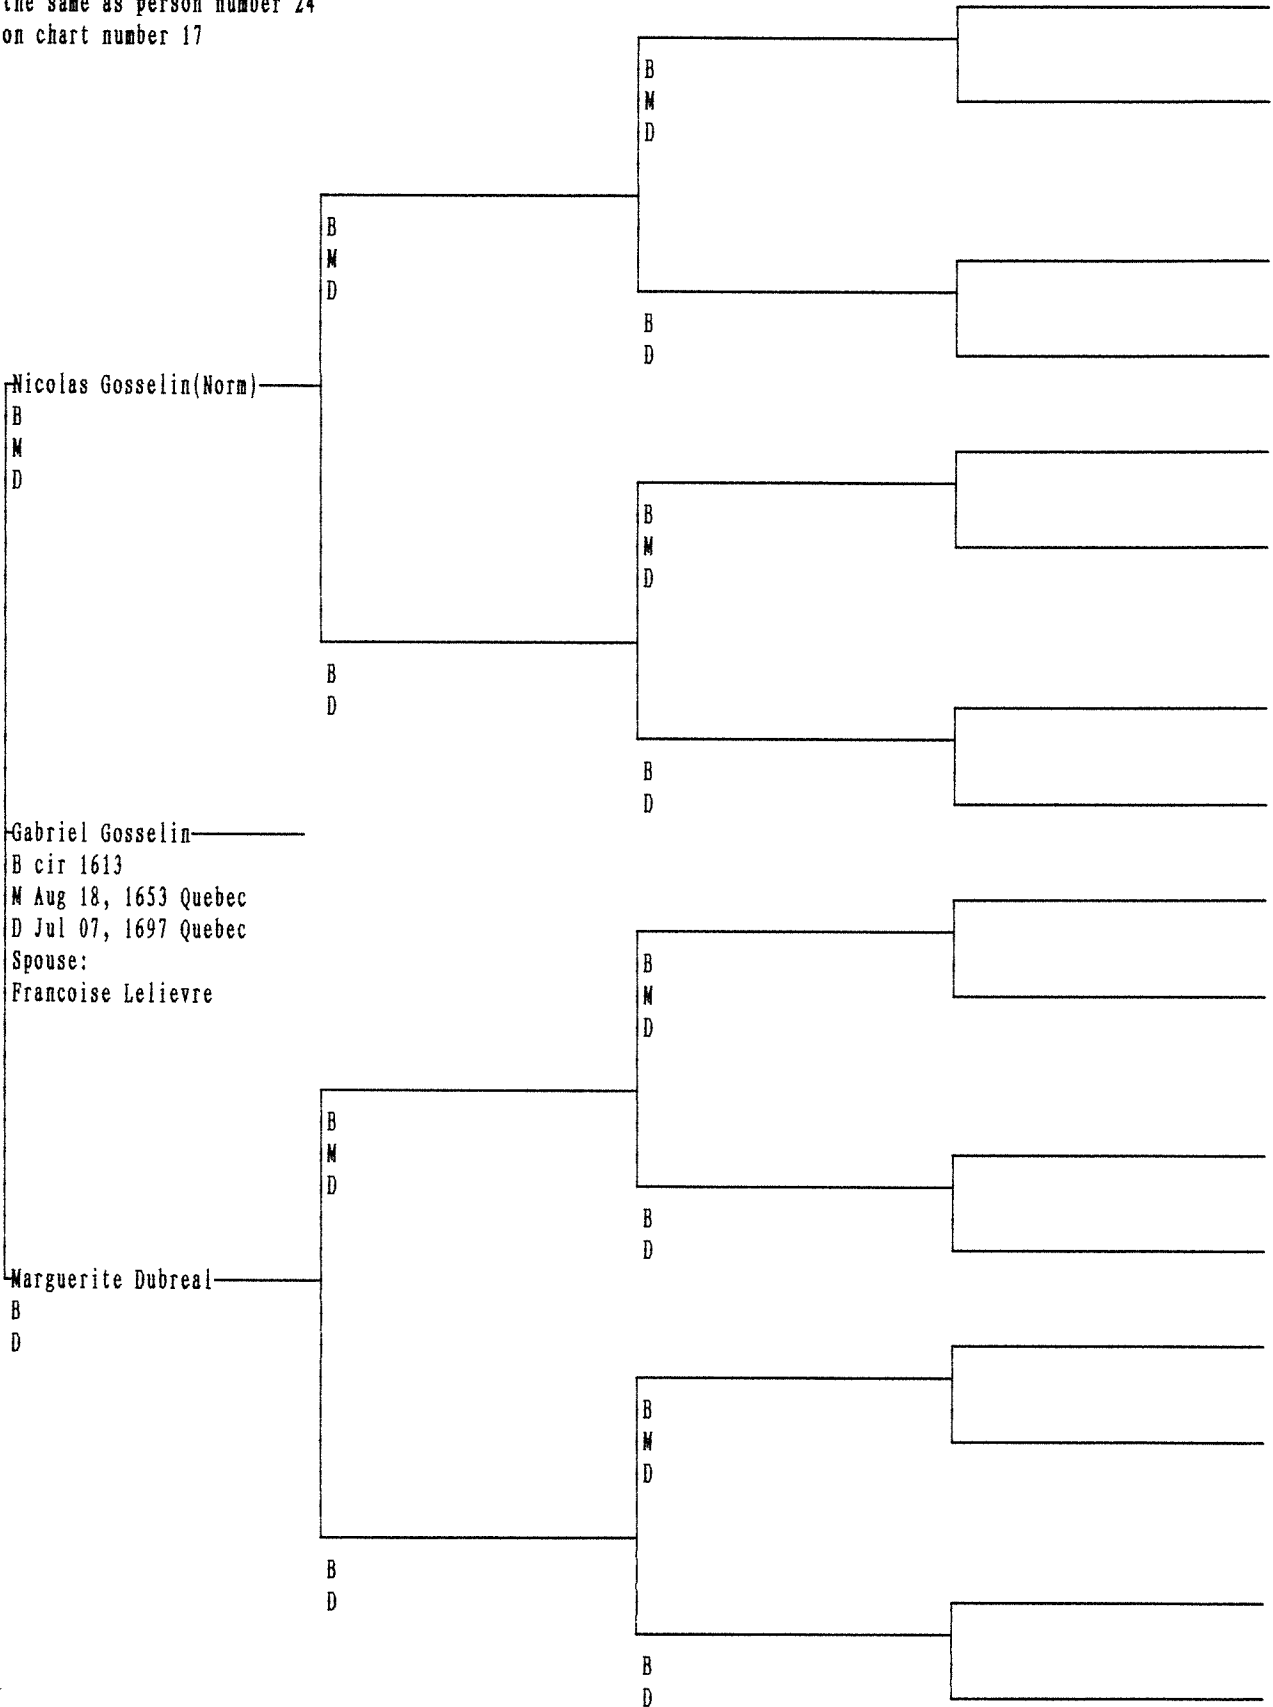 the same as person number 24
on chart number 17
Nicolas Gosselin(Norm)
B
M
D
Gabriel Gosselin
B cir 1613
M Aug 18, 1653 Quebec
D Jul 07, 1697 Quebec
Spouse:
Francoise Lelievre
Marguerite Dubreal
B
D
B
M
D
B
D
B
M
D
B
D
B
M
D
B
D
B
M
D
B
D
B
M
D
B
D
B
M
D
B
D